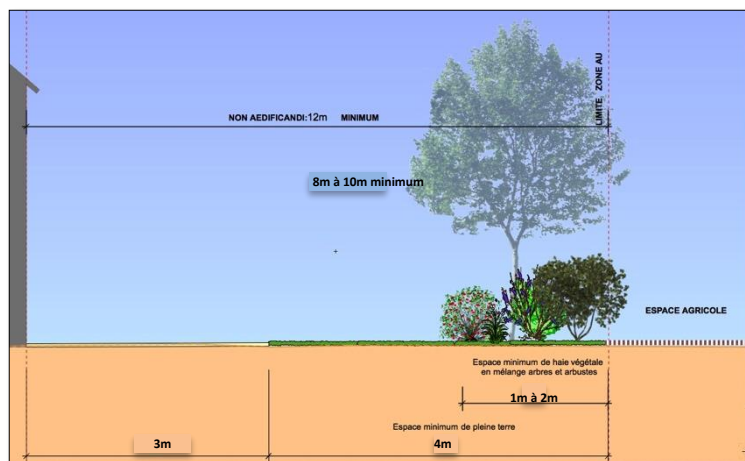 LIMITE ZONE AU
NON AEDIFICANDI:12m MINIMUM
8m à 10m minimum
ESPACE AGRICOLE
Espace minimum de haie végétale
en mélange arbres et arbustes
1m à 2m
Espace minimum de pleine terre
3m
4m